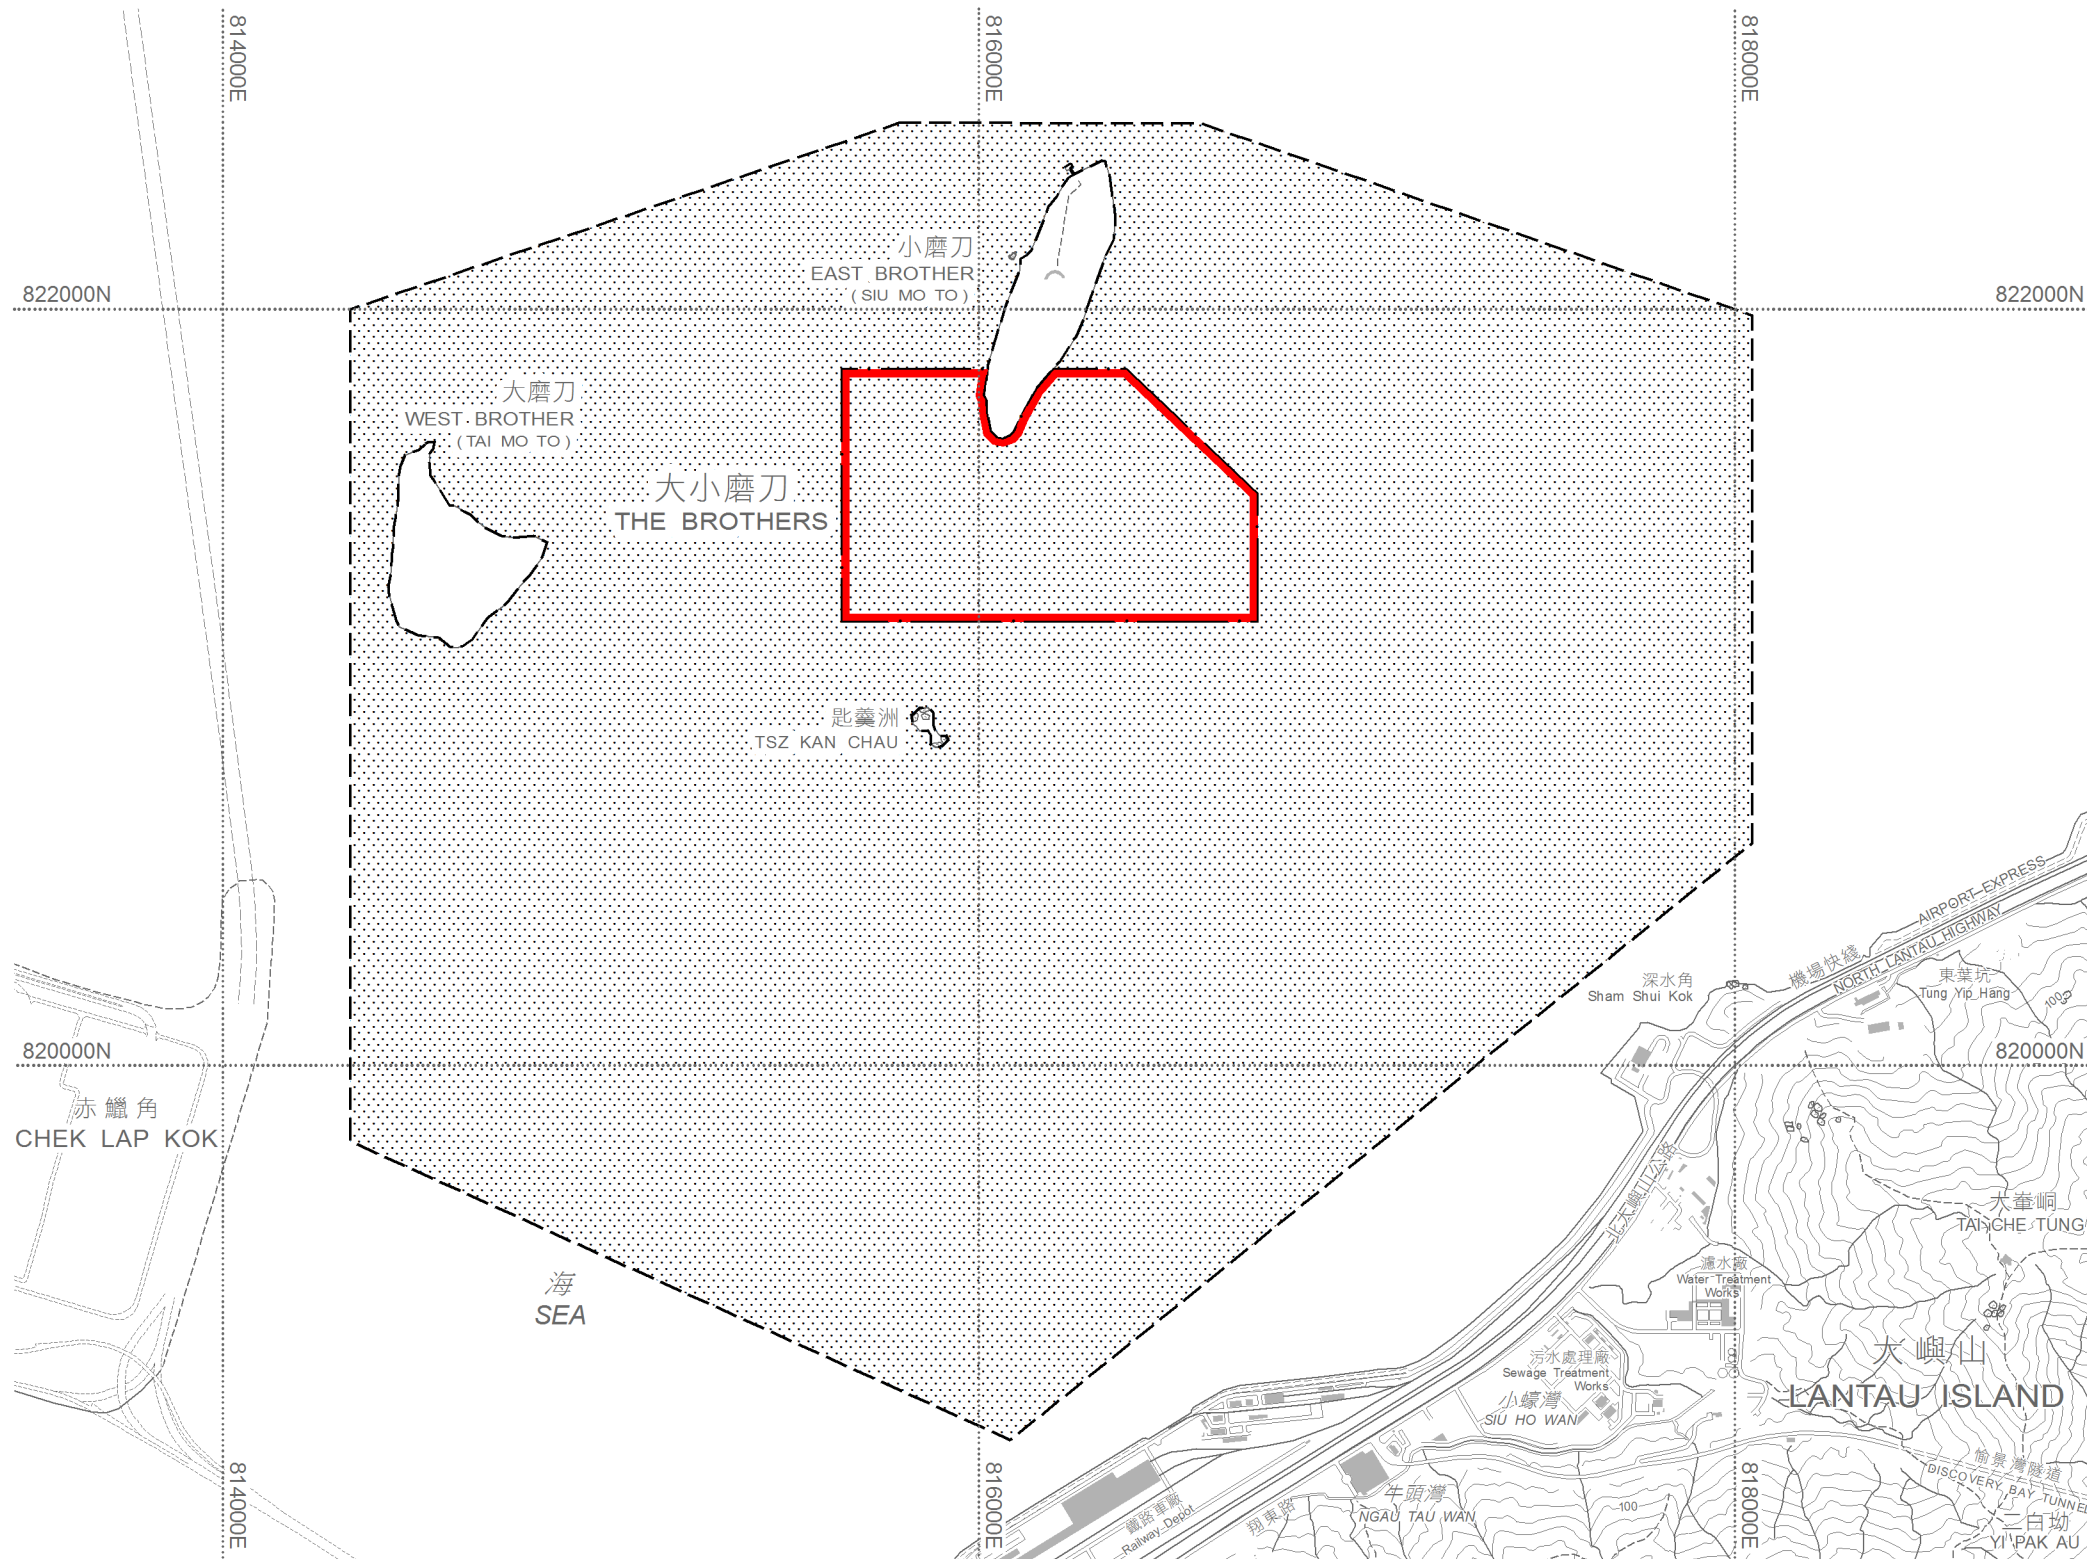 814000E
816000E
818000E
小磨刀
EAST BROTHER
( SIU MO TO )
822000N
822000N
大磨刀
WEST BROTHER
( TAI MO TO )
大小磨刀
THE BROTHERS
匙羹洲
TSZ KAN CHAU
AIRPORT EXPRESS
機場快綫
NORTH LANTAU HIGHWAY
深水角
Sham Shui Kok
東葉坑
Tung Yip Hang
100
820000N
820000N
赤鱲角
CHEK LAP KOK
北大嶼山公路
大輋峒
TAI CHE TUNG
濾水廠
Water Treatment
Works
海
SEA
大嶼山
LANTAU ISLAND
污水處理廠
Sewage Treatment
Works
小蠔灣
SIU HO WAN
愉景灣隧道
DISCOVERY BAY TUNNEL
牛頭灣
NGAU TAU WAN
鐵路車廠
Railway Depot
翔東路
100
二白坳
YI PAK AU
814000E
816000E
818000E